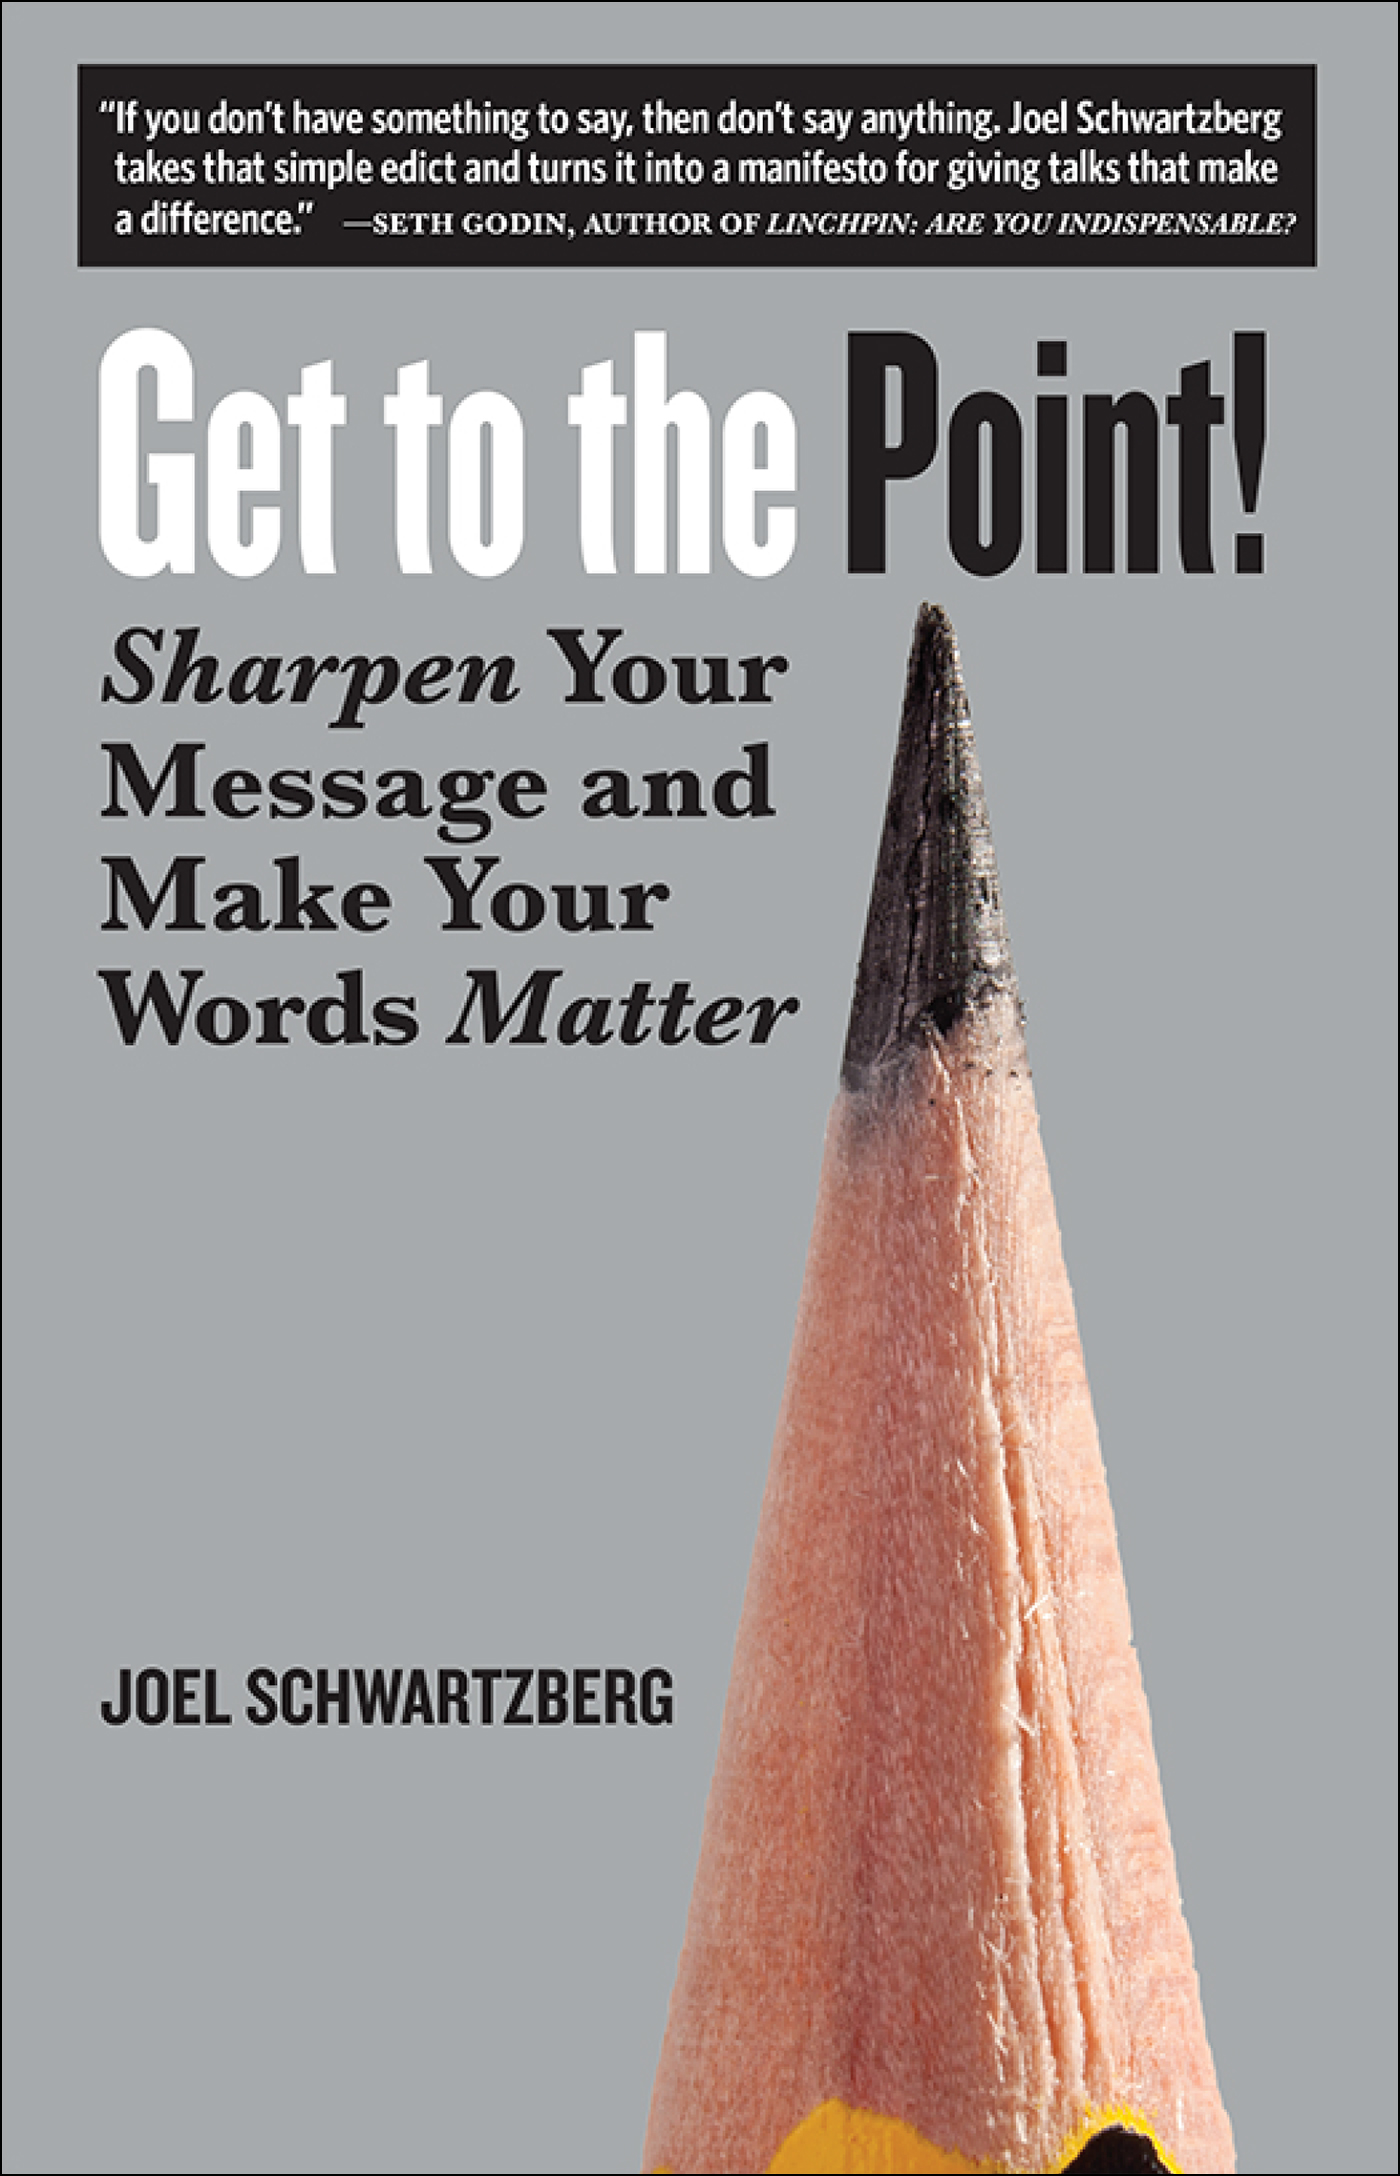 “If you don’t have something to say, then don’t say anything. Joel Schwartzberg
takes that simple edict and turns it into a manifesto for giving talks that make
a difference.” —SETH GODIN, AUTHOR OF LINCHPIN: ARE YOU INDISPENSABLE?
Get to the Point!
Sharpen Your
Message and
Make Your
Words Matter
JOEL SCHWARTZBERG